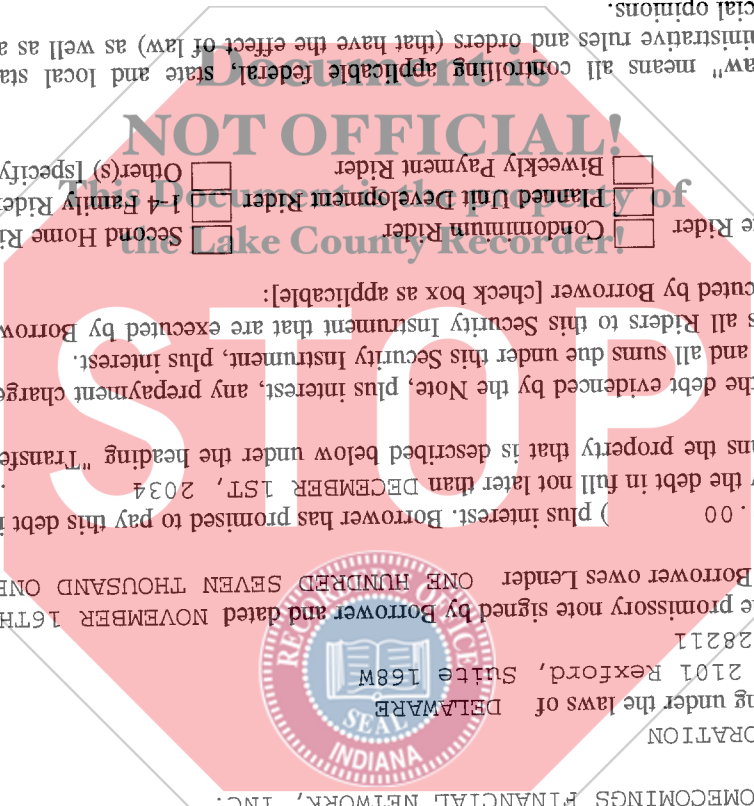 OMECOMINGS FINANCIAL NETWORK, INC.
ORATION
ng under the laws of DELAWARE
2101 Rexford, Suite 168W
28211
e promissory note signed by Borrower and dated NOVEMBER 16TH
Borrower owes Lender ONE HUNDRED SEVEN THOUSAND ONE
.00 ) plus interest. Borrower has promised to pay this debt i
y the debt in full not later than DECEMBER 1ST, 2034 .
ns the property that is described below under the heading "Transfe
he debt evidenced by the Note, plus interest, any prepayment charge
and all sums due under this Security Instrument, plus interest.
s all Riders to this Security Instrument that are executed by Borrow
cuted by Borrower [check box as applicable]:
e Rider Condominium Rider Second Home Ri
Planned Unit Development Rider 1-4 Family Ride
Biweekly Payment Rider Other(s) [specify
aw" means all controlling applicable federal, state and local sta
ministrative rules and orders (that have the effect of law) as well as a
cial opinions.
Document is
NOT OFFICIAL!
This Document is the property of
the Lake County Recorder!
STOP
RECORDER'S OFFICE
SEAL
INDIANA